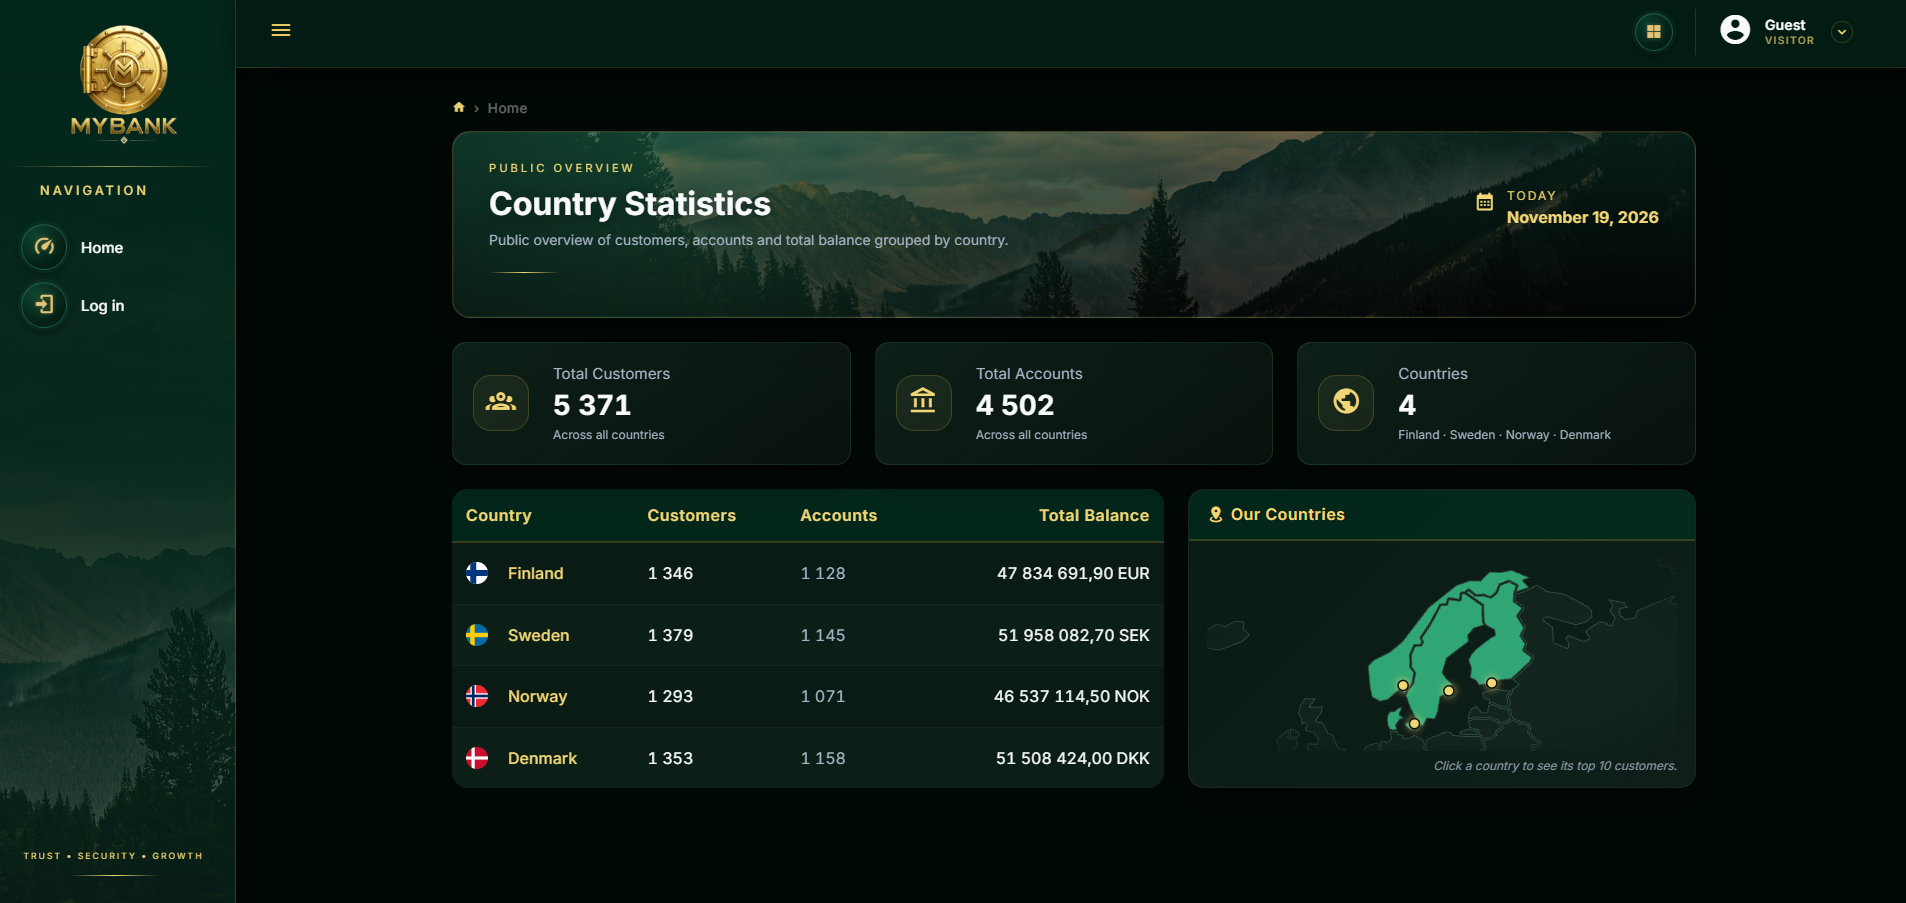 MYBANK
NAVIGATION
Home
Log in
TRUST • SECURITY • GROWTH
Guest
VISITOR
› Home
PUBLIC OVERVIEW
Country Statistics
Public overview of customers, accounts and total balance grouped by country.
TODAY
November 19, 2026
Total Customers
5 371
Across all countries
Total Accounts
4 502
Across all countries
Countries
4
Finland · Sweden · Norway · Denmark
Country Customers Accounts Total Balance
Finland 1 346 1 128 47 834 691,90 EUR
Sweden 1 379 1 145 51 958 082,70 SEK
Norway 1 293 1 071 46 537 114,50 NOK
Denmark 1 353 1 158 51 508 424,00 DKK
Our Countries
Click a country to see its top 10 customers.